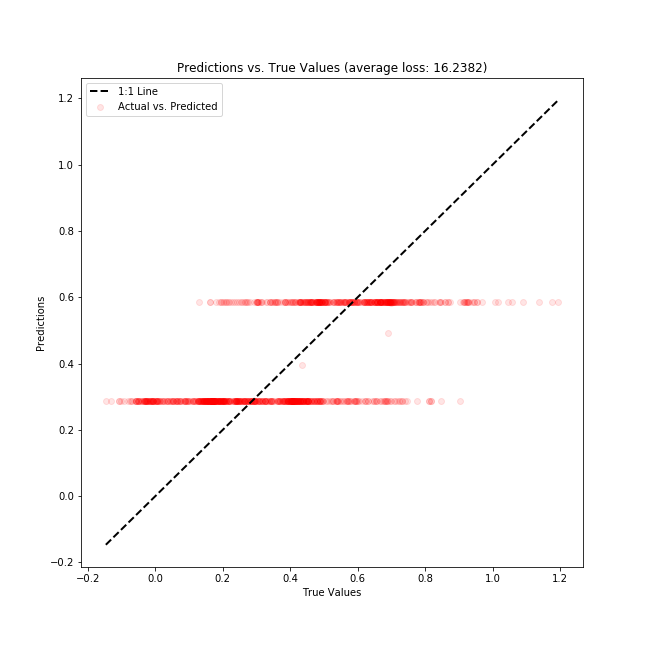 Predictions vs. True Values (average loss: 16.2382)
1:1 Line
Actual vs. Predicted
1.2
1.0
0.8
0.6
0.4
0.2
0.0
−0.2
Predictions
−0.2 0.0 0.2 0.4 0.6 0.8 1.0 1.2
True Values